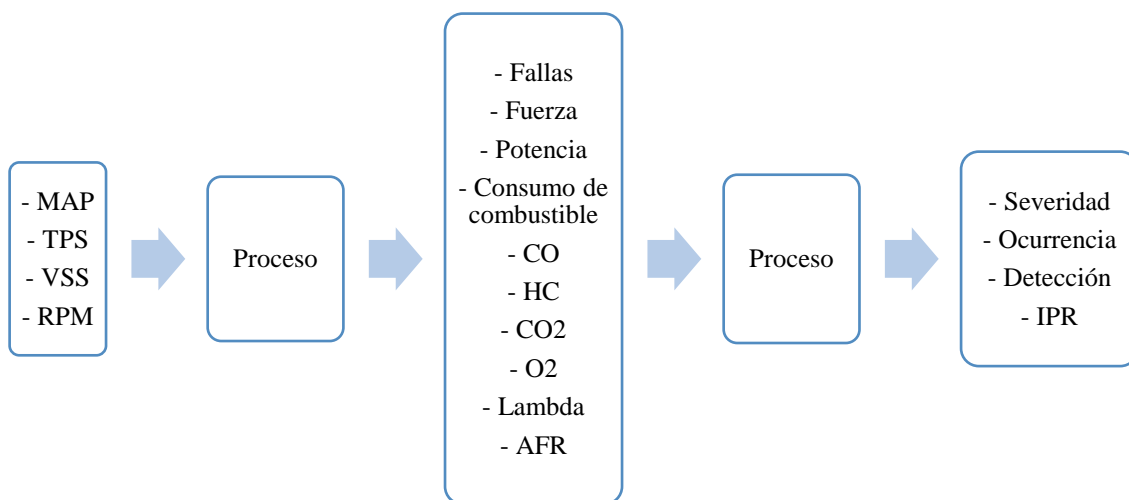 - MAP
- TPS
- VSS
- RPM
Proceso
- Fallas
- Fuerza
- Potencia
- Consumo de
combustible
- CO
- HC
- CO2
- O2
- Lambda
- AFR
Proceso
- Severidad
- Ocurrencia
- Detección
- IPR